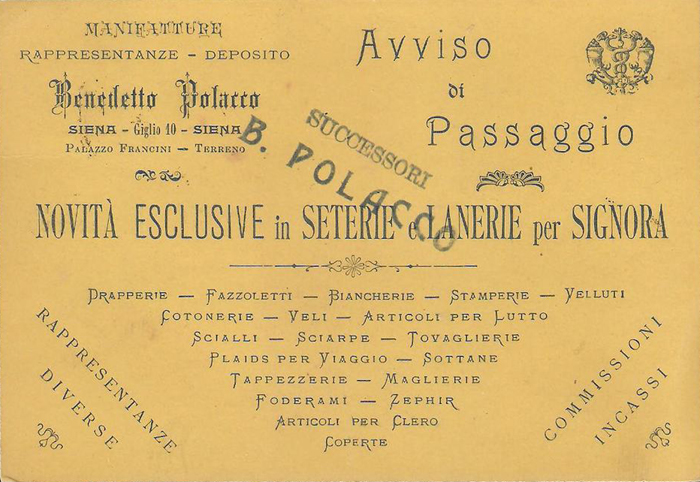 MANIFATTURE
RAPPRESENTANZE – DEPOSITO
Benedetto Polacco
SIENA – Giglio 10 – SIENA
PALAZZO FRANCINI – TERRENO
AVVISO
di
PASSAGGIO
SUCCESSORI
B. POLACCO
NOVITÀ ESCLUSIVE in SETERIE e LANERIE per SIGNORA
DRAPPERIE — FAZZOLETTI — BIANCHERIE — STAMPERIE — VELLUTI
COTONERIE — VELI — ARTICOLI PER LUTTO
SCIALLI — SCIARPE — TOVAGLIERIE
PLAIDS PER VIAGGIO — SOTTANE
TAPPEZZERIE — MAGLIERIE
FODERAMI — ZEPHIR
ARTICOLI PER CLERO
COPERTE
RAPPRESENTANZE
DIVERSE
COMMISSIONI
INCASSI